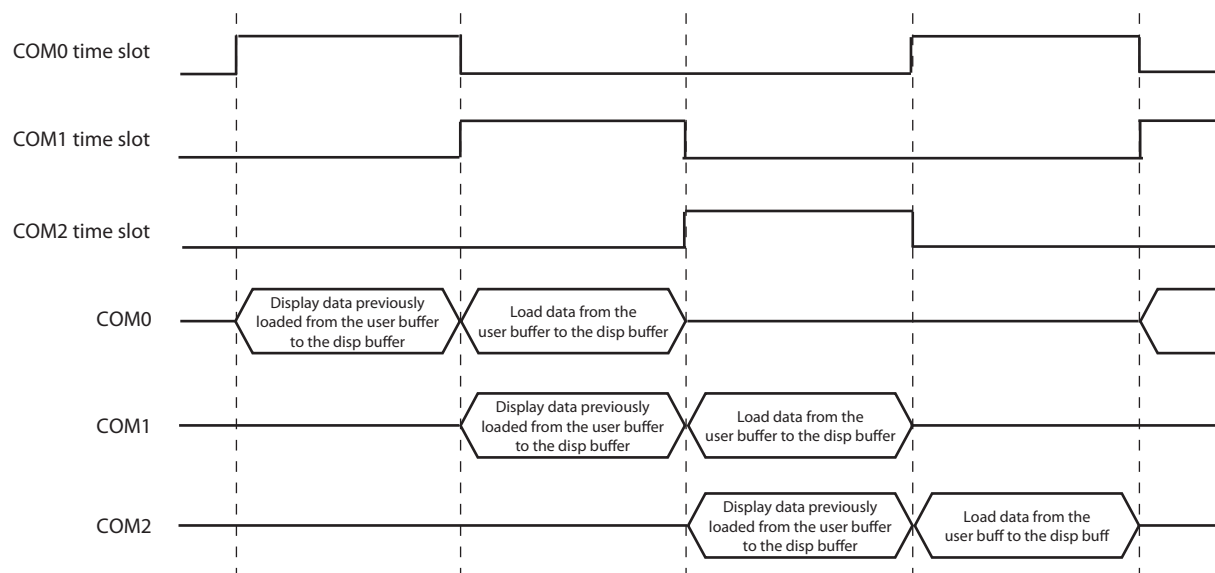 COM0 time slot
COM1 time slot
COM2 time slot
COM0
Display data previously
loaded from the user buffer
to the disp buffer
Load data from the
user buffer to the disp buffer
COM1
Display data previously
loaded from the user buffer
to the disp buffer
Load data from the
user buffer to the disp buffer
COM2
Display data previously
loaded from the user buffer
to the disp buffer
Load data from the
user buff to the disp buff